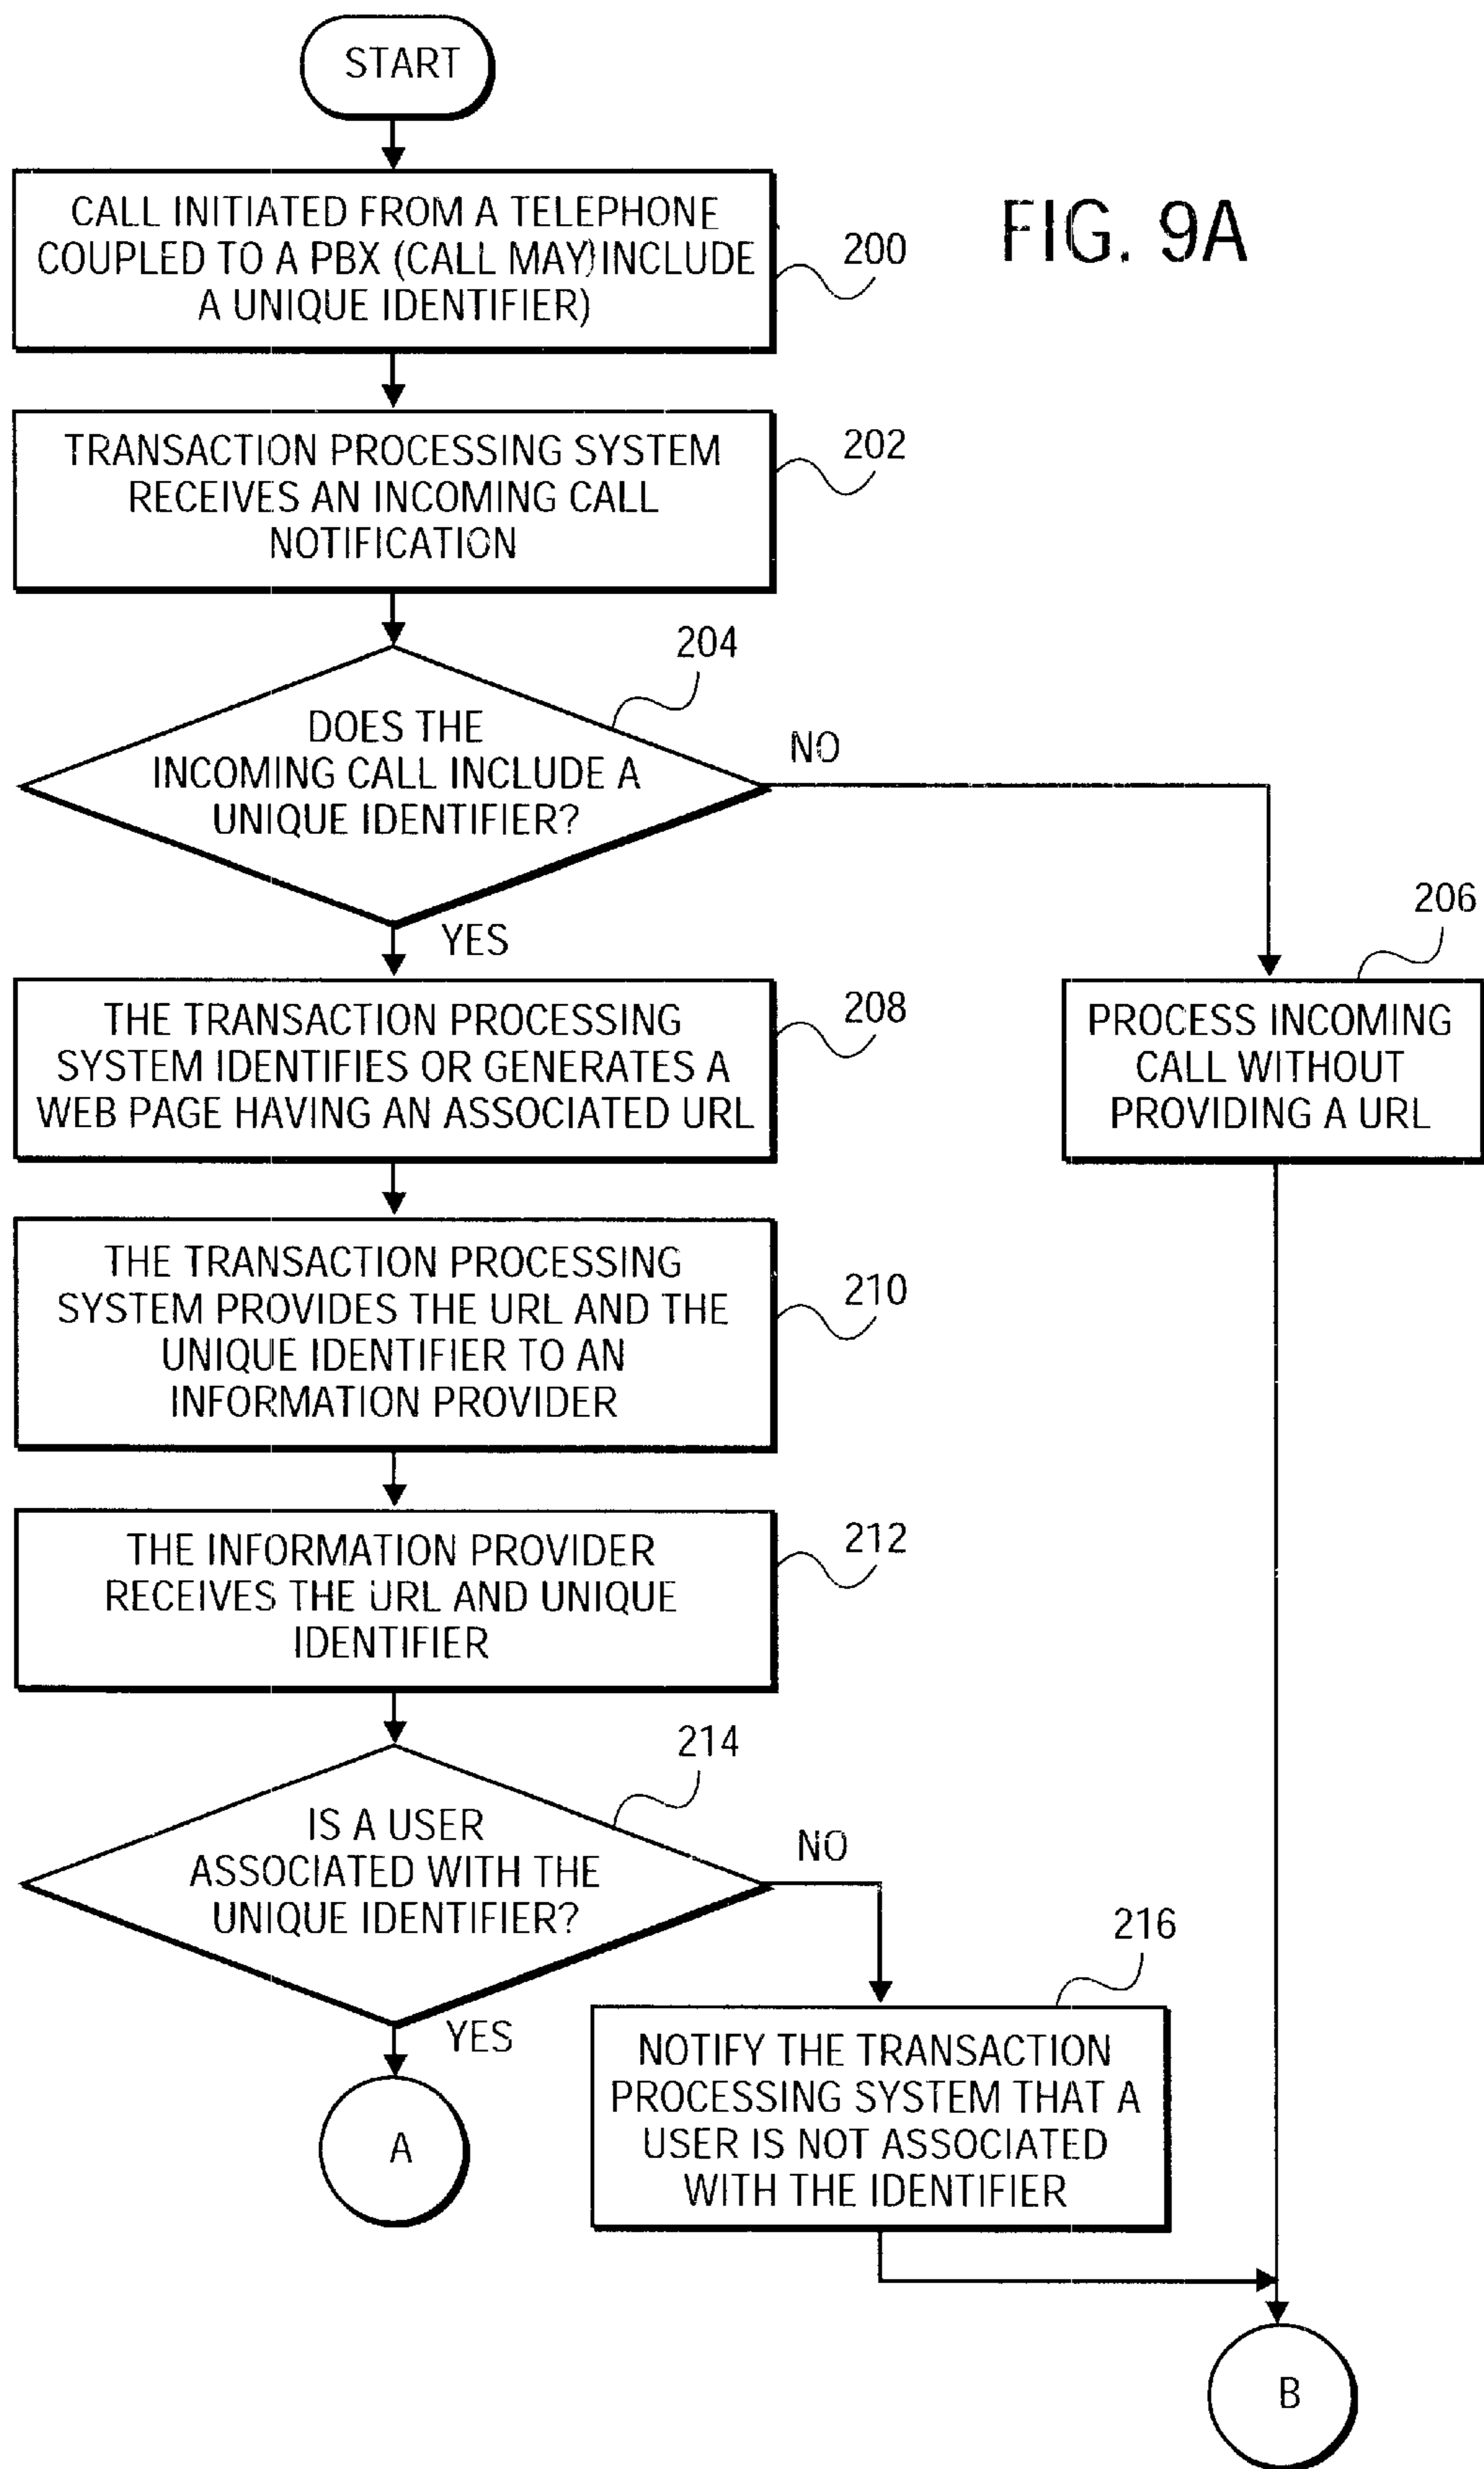 START
FIG. 9A
CALL INITIATED FROM A TELEPHONE
COUPLED TO A PBX (CALL MAY)INCLUDE
A UNIQUE IDENTIFIER)
200
TRANSACTION PROCESSING SYSTEM
RECEIVES AN INCOMING CALL
NOTIFICATION
202
204
DOES THE
INCOMING CALL INCLUDE A
UNIQUE IDENTIFIER?
NO
YES
206
PROCESS INCOMING
CALL WITHOUT
PROVIDING A URL
THE TRANSACTION PROCESSING
SYSTEM IDENTIFIES OR GENERATES A
WEB PAGE HAVING AN ASSOCIATED URL
208
THE TRANSACTION PROCESSING
SYSTEM PROVIDES THE URL AND THE
UNIQUE IDENTIFIER TO AN
INFORMATION PROVIDER
210
THE INFORMATION PROVIDER
RECEIVES THE URL AND UNIQUE
IDENTIFIER
212
214
IS A USER
ASSOCIATED WITH THE
UNIQUE IDENTIFIER?
NO
YES
216
NOTIFY THE TRANSACTION
PROCESSING SYSTEM THAT A
USER IS NOT ASSOCIATED
WITH THE IDENTIFIER
A
B